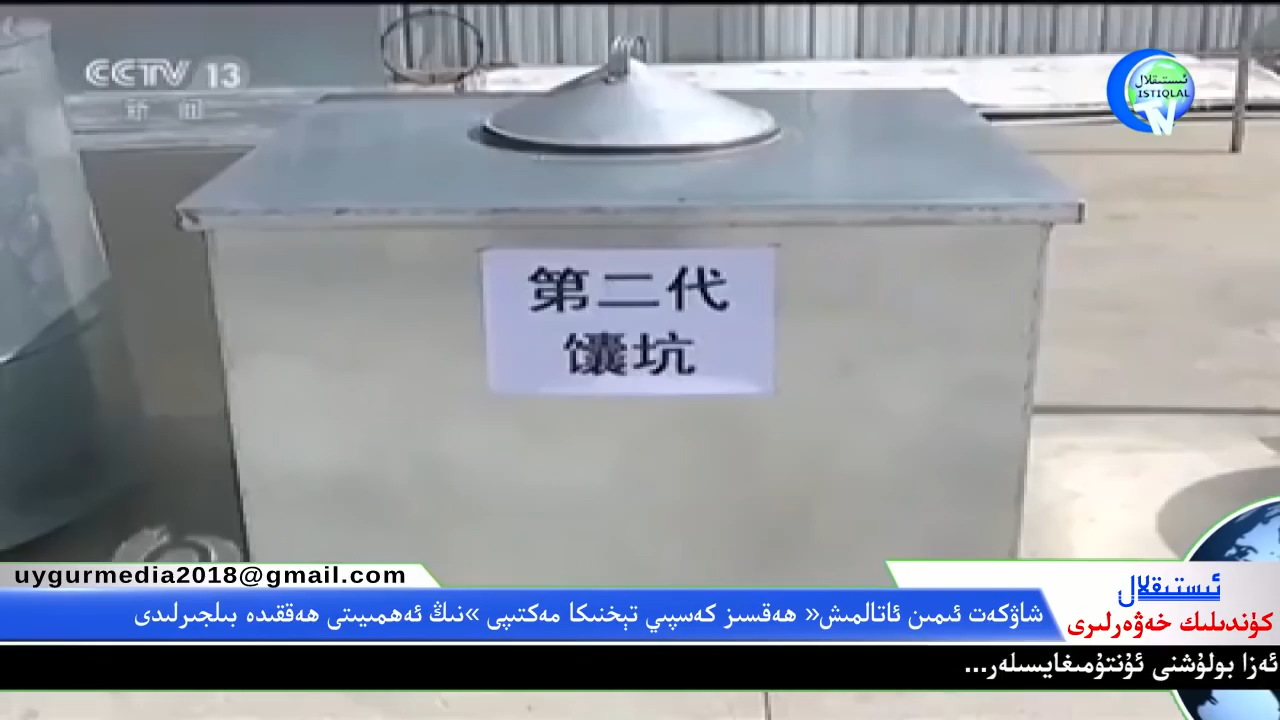 CCTV 13
新闻
ئىستىقلال
ISTIQLAL
TV
第二代
馕坑
uygurmedia2018@gmail.com
ئىستىقلال
كۈندىلىك خەۋەرلىرى
شاۋكەت ئىمىن ئاتالمىش« ھەقسىز كەسپىي تېخنىكا مەكتىپى »نىڭ ئەھمىيىتى ھەققىدە بىلجىرلىدى
ئەزا بولۇشنى ئۇنتۇمىغايسىلەر...